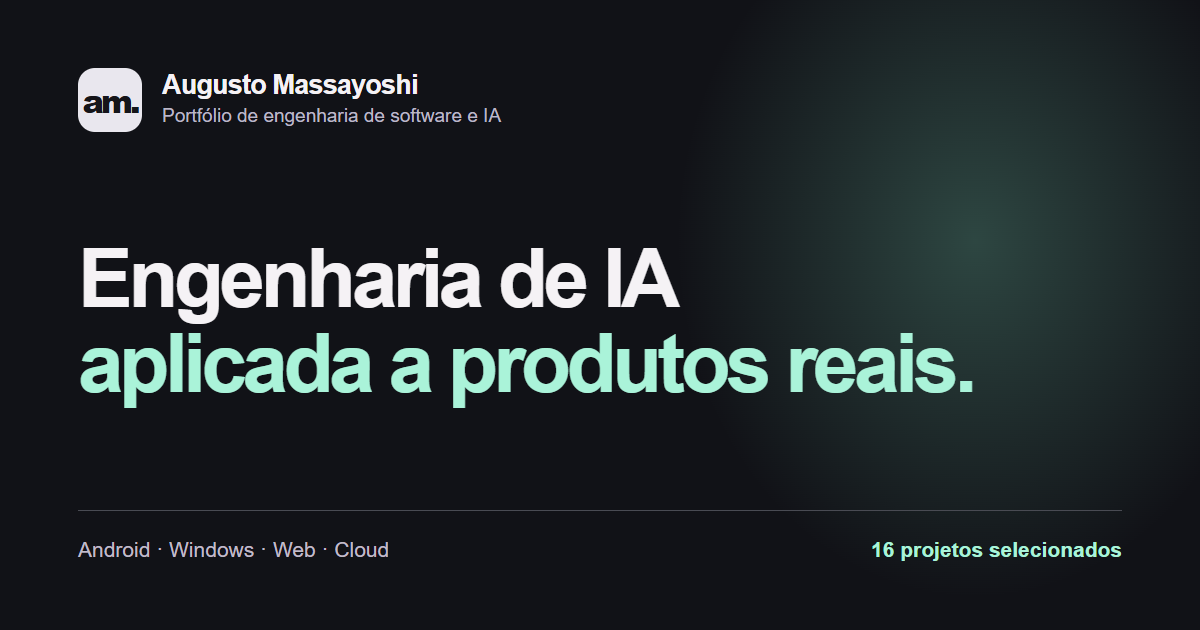 am.
Augusto Massayoshi
Portfólio de engenharia de software e IA
Engenharia de IA
aplicada a produtos reais.
Android · Windows · Web · Cloud
16 projetos selecionados